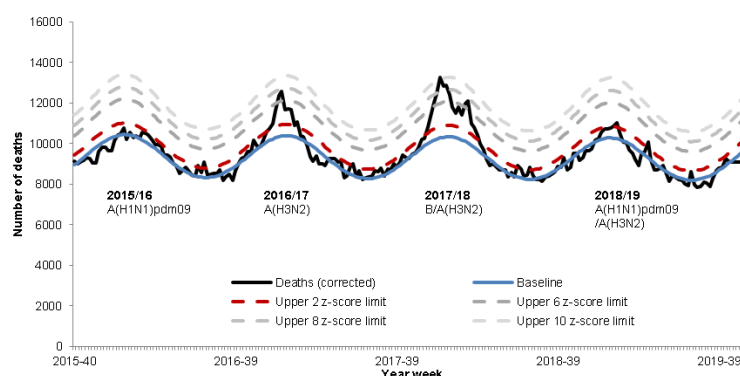 16000
14000
12000
10000
8000
6000
4000
2000
0
Number of deaths
2015/16
A(H1N1)pdm09
2016/17
A(H3N2)
2017/18
B/A(H3N2)
2018/19
A(H1N1)pdm09
/A(H3N2)
Deaths (corrected)
Baseline
Upper 2 z-score limit
Upper 6 z-score limit
Upper 8 z-score limit
Upper 10 z-score limit
2015-40
2016-39
2017-39
2018-39
2019-39
Year week